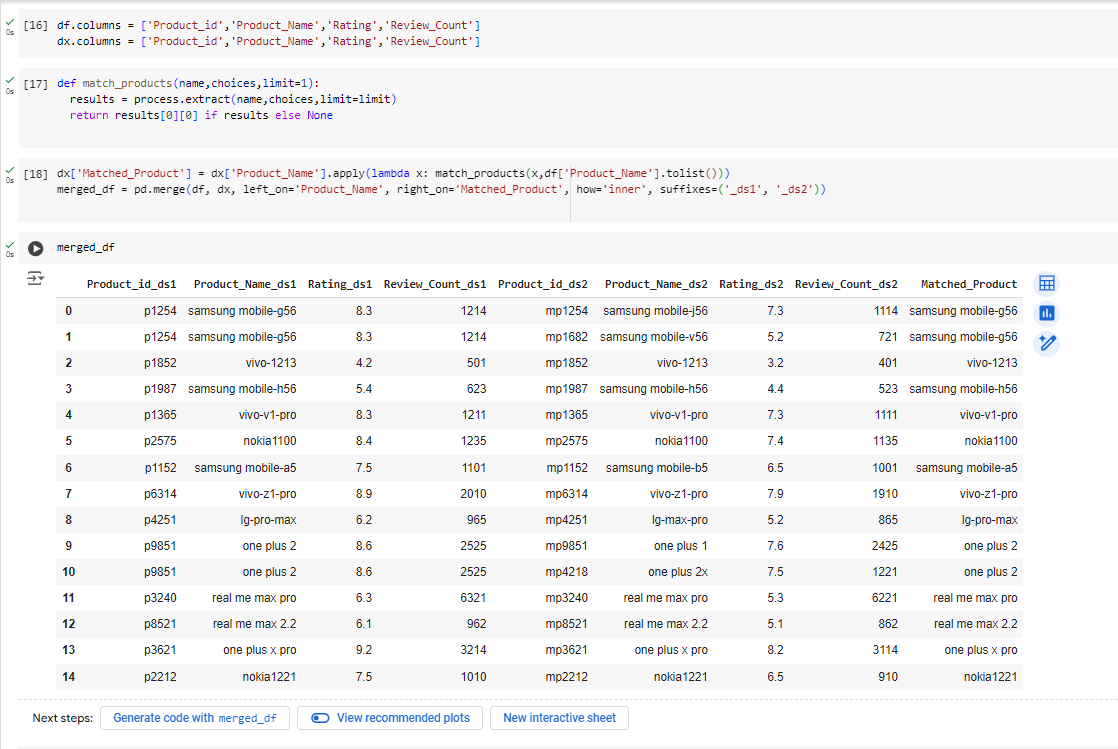 [16] df.columns = ['Product_id','Product_Name','Rating','Review_Count']
0s
dx.columns = ['Product_id','Product_Name','Rating','Review_Count']
[17] def match_products(name,choices,limit=1):
0s
results = process.extract(name,choices,limit=limit)
return results[0][0] if results else None
[18] dx['Matched_Product'] = dx['Product_Name'].apply(lambda x: match_products(x,df['Product_Name'].tolist()))
0s
merged_df = pd.merge(df, dx, left_on='Product_Name', right_on='Matched_Product', how='inner', suffixes=('_ds1', '_ds2'))
merged_df
0s
Product_id_ds1 Product_Name_ds1 Rating_ds1 Review_Count_ds1 Product_id_ds2 Product_Name_ds2 Rating_ds2 Review_Count_ds2 Matched_Product
0 p1254 samsung mobile-g56 8.3 1214 mp1254 samsung mobile-j56 7.3 1114 samsung mobile-g56
1 p1254 samsung mobile-g56 8.3 1214 mp1682 samsung mobile-v56 5.2 721 samsung mobile-g56
2 p1852 vivo-1213 4.2 501 mp1852 vivo-1213 3.2 401 vivo-1213
3 p1987 samsung mobile-h56 5.4 623 mp1987 samsung mobile-h56 4.4 523 samsung mobile-h56
4 p1365 vivo-v1-pro 8.3 1211 mp1365 vivo-v1-pro 7.3 1111 vivo-v1-pro
5 p2575 nokia1100 8.4 1235 mp2575 nokia1100 7.4 1135 nokia1100
6 p1152 samsung mobile-a5 7.5 1101 mp1152 samsung mobile-b5 6.5 1001 samsung mobile-a5
7 p6314 vivo-z1-pro 8.9 2010 mp6314 vivo-z1-pro 7.9 1910 vivo-z1-pro
8 p4251 lg-pro-max 6.2 965 mp4251 lg-max-pro 5.2 865 lg-pro-max
9 p9851 one plus 2 8.6 2525 mp9851 one plus 1 7.6 2425 one plus 2
10 p9851 one plus 2 8.6 2525 mp4218 one plus 2x 7.5 1221 one plus 2
11 p3240 real me max pro 6.3 6321 mp3240 real me max pro 5.3 6221 real me max pro
12 p8521 real me max 2.2 6.1 962 mp8521 real me max 2.2 5.1 862 real me max 2.2
13 p3621 one plus x pro 9.2 3214 mp3621 one plus x pro 8.2 3114 one plus x pro
14 p2212 nokia1221 7.5 1010 mp2212 nokia1221 6.5 910 nokia1221
Next steps: Generate code with merged_df View recommended plots New interactive sheet